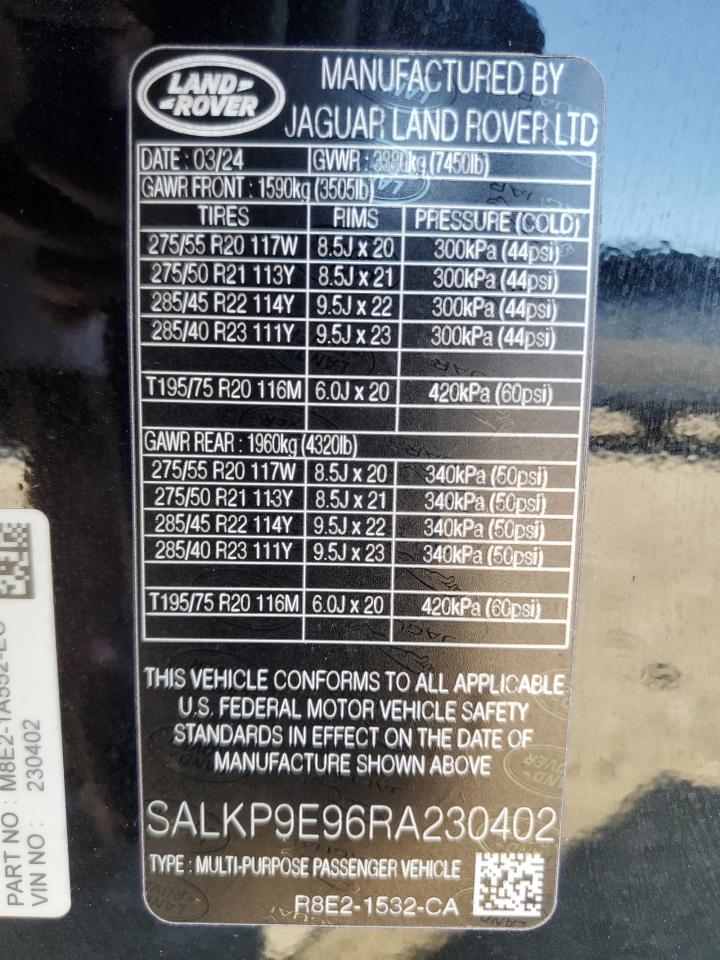 LAND-
-ROVER
MANUFACTURED BY
JAGUAR LAND ROVER LTD
DATE : 03/24 GVWR : (7450lb)
GAWR FRONT : 1590kg (3505lb)
TIRES RIMS PRESSURE (COLD)
275/55 R20 117W 8.5J x 20 300kPa (44psi)
275/50 R21 113Y 8.5J x 21 300kPa (44psi)
285/45 R22 114Y 9.5J x 22 300kPa (44psi)
285/40 R23 111Y 9.5J x 23 300kPa (44psi)
T195/75 R20 116M 6.0J x 20 420kPa (60psi)
GAWR REAR : 1960kg (4320lb)
275/55 R20 117W 8.5J x 20 340kPa (50psi)
275/50 R21 113Y 8.5J x 21 340kPa (50psi)
285/45 R22 114Y 9.5J x 22 340kPa (50psi)
285/40 R23 111Y 9.5J x 23 340kPa (50psi)
T195/75 R20 116M 6.0J x 20 420kPa (60psi)
THIS VEHICLE CONFORMS TO ALL APPLICABLE
U.S. FEDERAL MOTOR VEHICLE SAFETY
STANDARDS IN EFFECT ON THE DATE OF
MANUFACTURE SHOWN ABOVE
SALKP9E96RA230402
TYPE : MULTI-PURPOSE PASSENGER VEHICLE
R8E2-1532-CA
PART NO : M8E2-1A552-EC
VIN NO : 230402